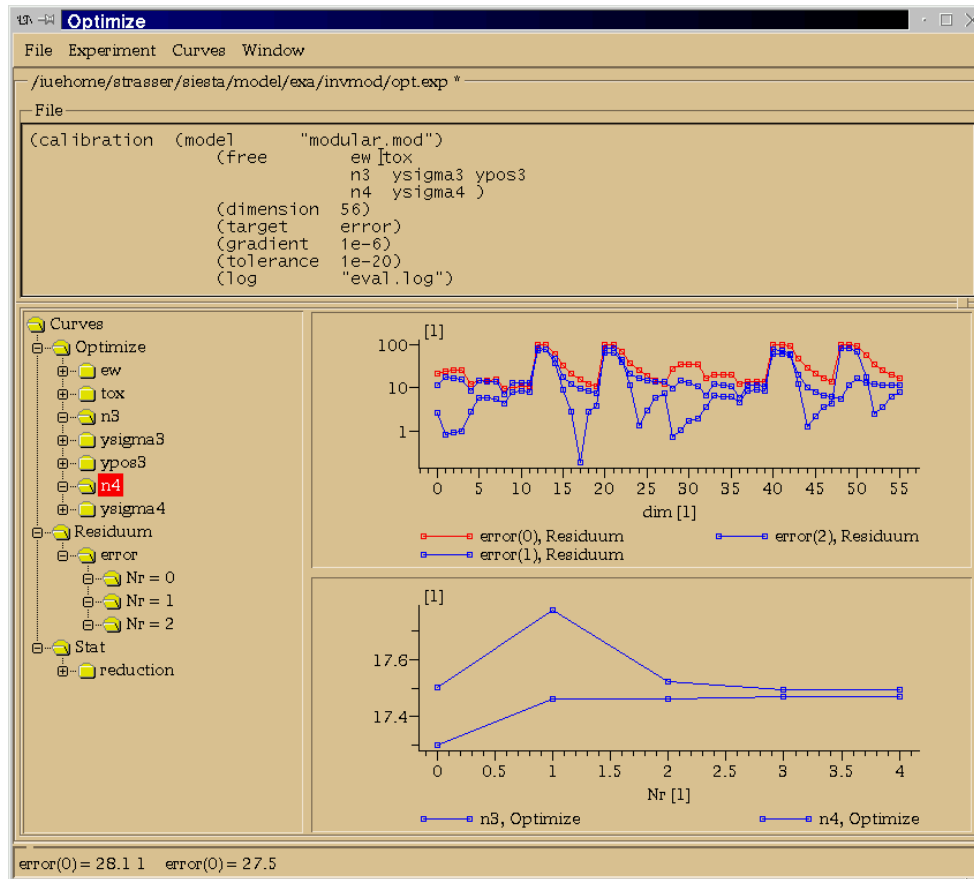 Optimize
File Experiment Curves Window
/iuehome/strasser/siesta/model/exa/invmod/opt.exp *
File
(calibration (model "modular.mod")
(free ew tox
n3 ysigma3 ypos3
n4 ysigma4 )
(dimension 56)
(target error)
(gradient 1e-6)
(tolerance 1e-20)
(log "eval.log")
Curves
Optimize
ew
tox
n3
ysigma3
ypos3
n4
ysigma4
Residuum
error
Nr = 0
Nr = 1
Nr = 2
Stat
reduction
[1]
100
10
1
0 5 10 15 20 25 30 35 40 45 50 55
dim [1]
error(0), Residuum error(2), Residuum
error(1), Residuum
[1]
17.6
17.4
0 0.5 1 1.5 2 2.5 3 3.5 4
Nr [1]
n3, Optimize n4, Optimize
error(0) = 28.1 1 error(0) = 27.5